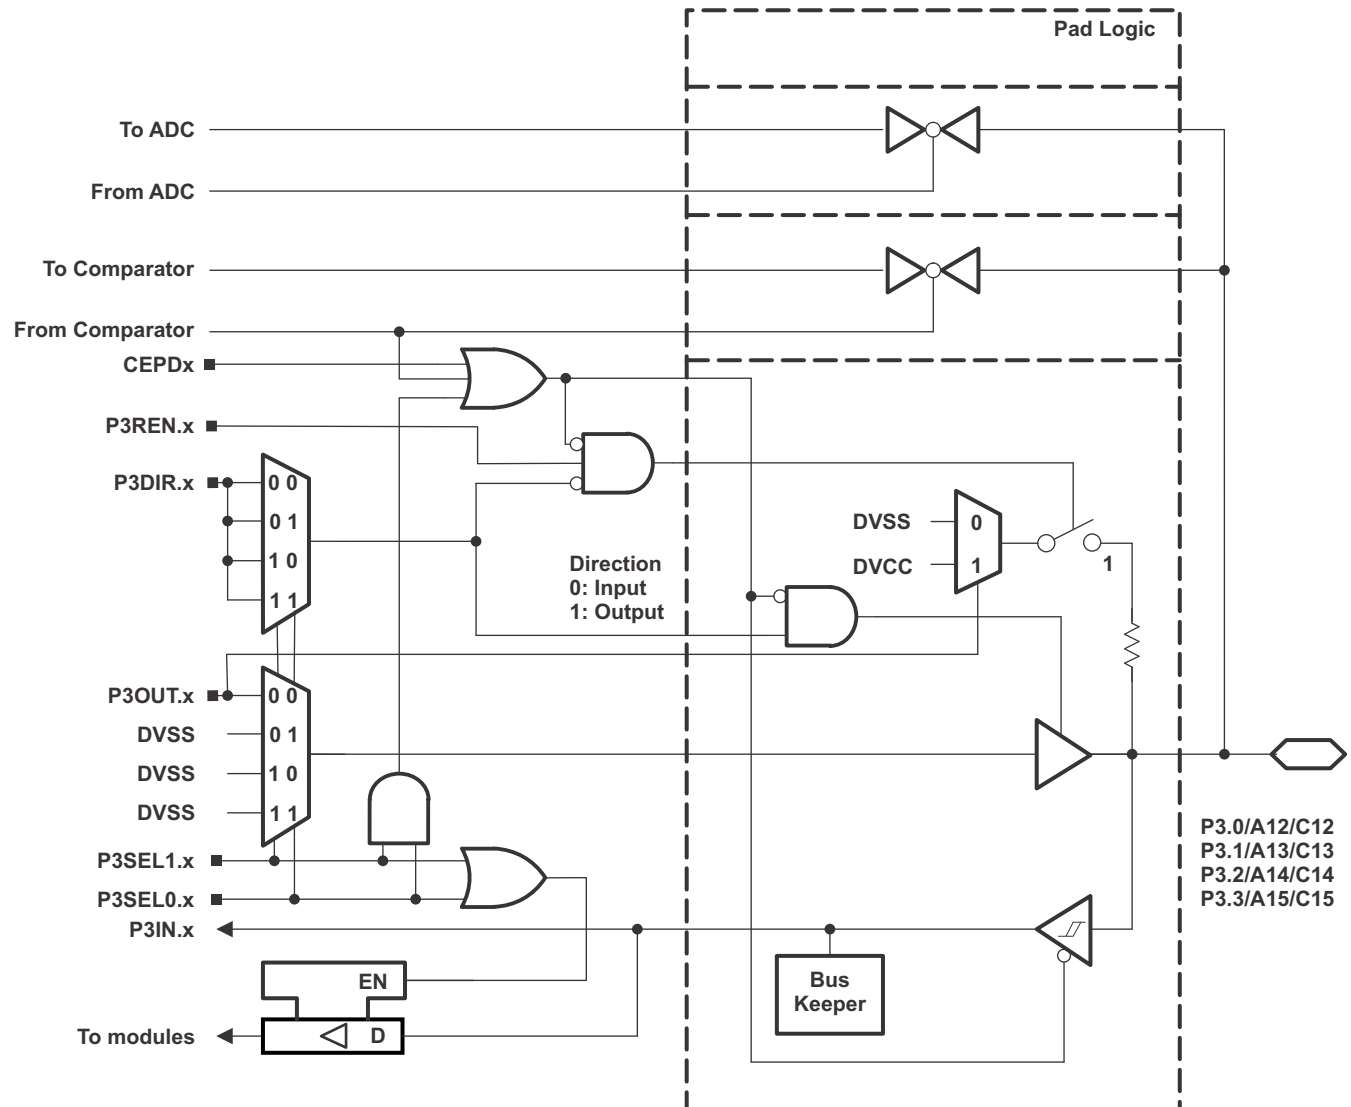 Pad Logic
To ADC
From ADC
To Comparator
From Comparator
CEPDx
P3REN.x
P3DIR.x
0 0
0 1
1 0
1 1
DVSS
0
DVCC
1
1
Direction
0: Input
1: Output
P3OUT.x
0 0
DVSS
0 1
DVSS
1 0
DVSS
1 1
P3SEL1.x
P3SEL0.x
P3IN.x
P3.0/A12/C12
P3.1/A13/C13
P3.2/A14/C14
P3.3/A15/C15
EN
Bus
Keeper
To modules
D